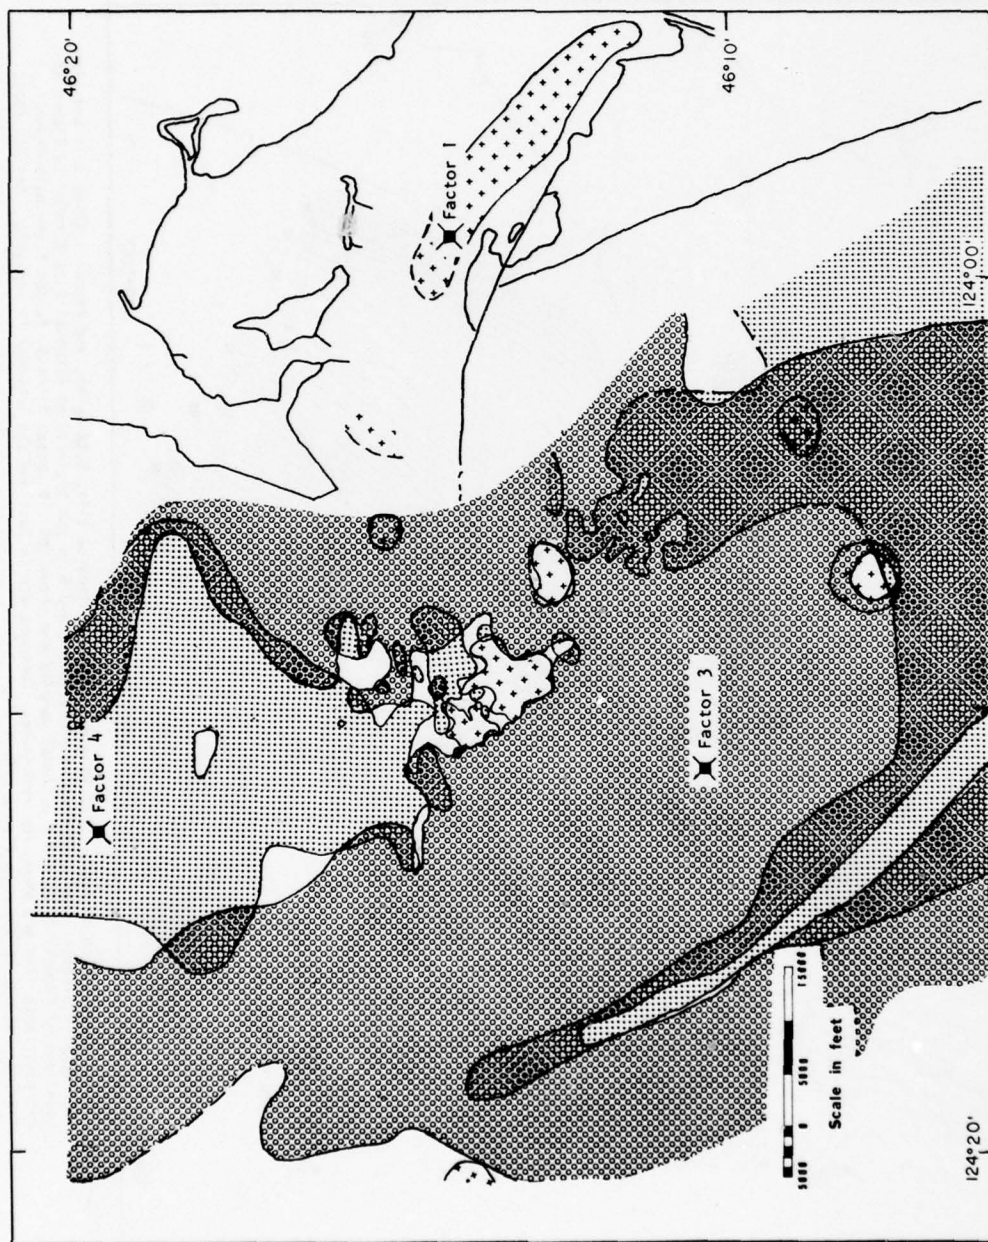 46°20'
46°10'
Factor 1
124°00'
Factor 4
Factor 3
5000 0 5000 15000
Scale in feet
124°20'